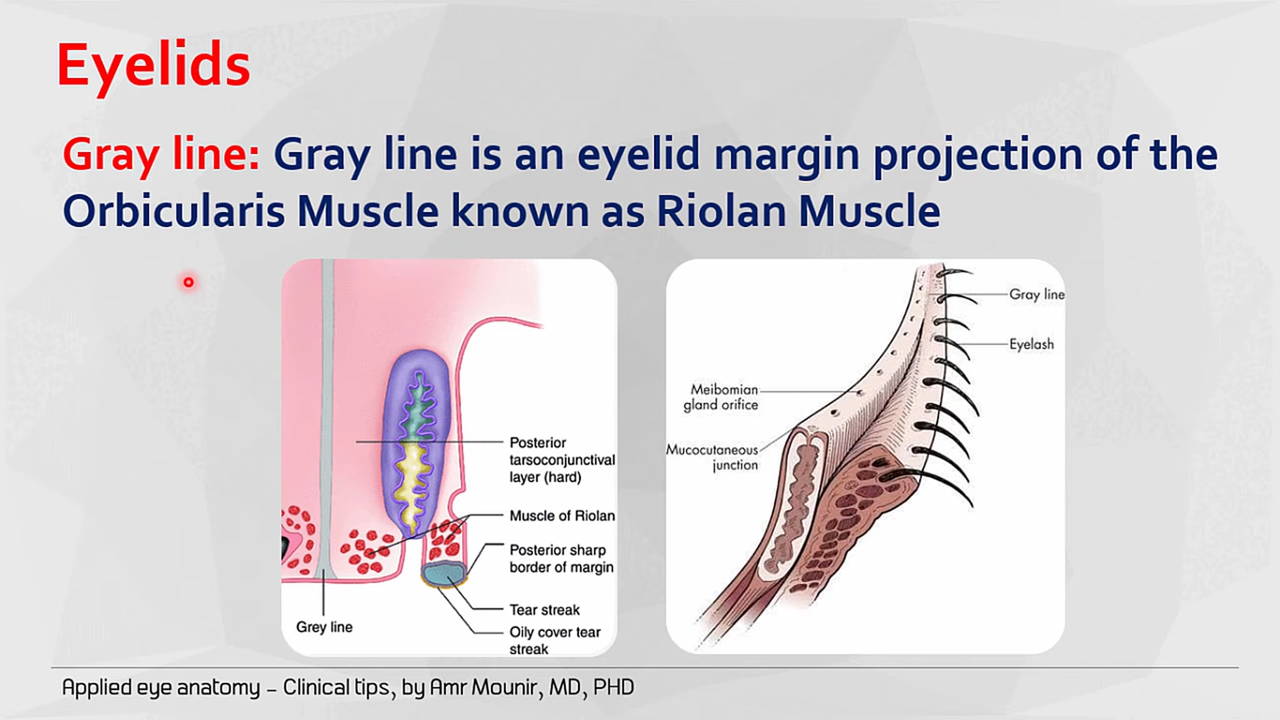 Eyelids
Gray line: Gray line is an eyelid margin projection of the
Orbicularis Muscle known as Riolan Muscle
Posterior
tarsoconjunctival
layer (hard)
Muscle of Riolan
Posterior sharp
border of margin
Tear streak
Oily cover tear
streak
Grey line
Gray line
Eyelash
Meibomian
gland orifice
Mucocutaneous
junction
Applied eye anatomy – Clinical tips, by Amr Mounir, MD, PHD